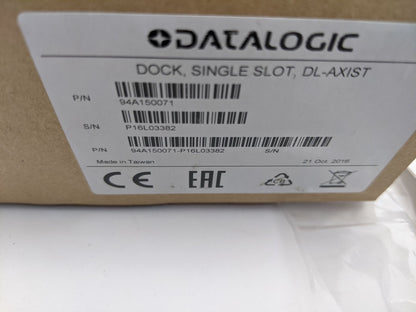 DATALOGIC
DOCK, SINGLE SLOT, DL-AXIST
P/N
94A150071
S/N
P16L03382
P/N
94A150071-P16L03382 S/N
Made in Taiwan 21 Oct. 2016
CE EAC